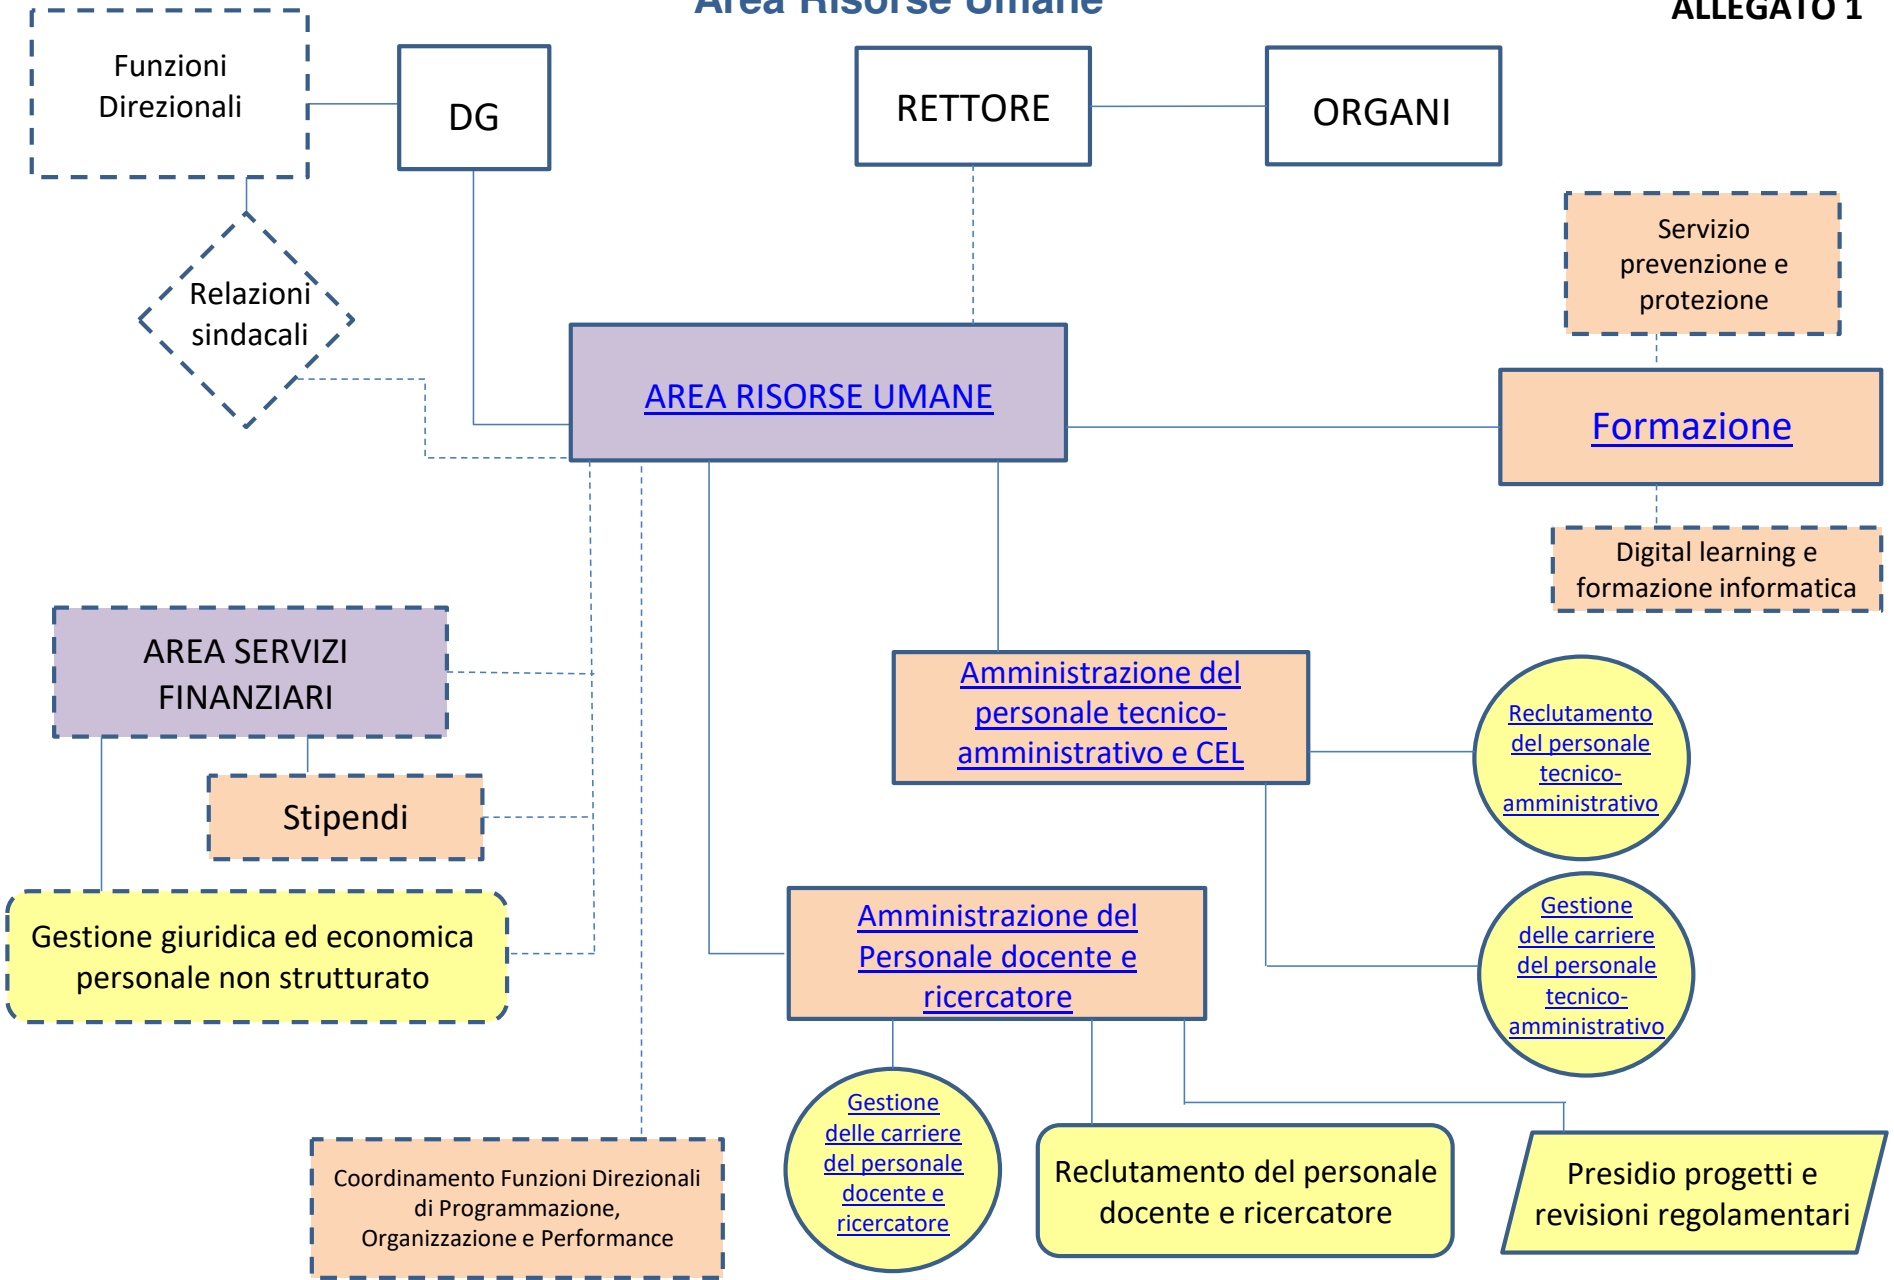 Area Risorse Umane
ALLEGATO 1
Funzioni
Direzionali
DG
RETTORE
ORGANI
Servizio
prevenzione e
protezione
Relazioni
sindacali
AREA RISORSE UMANE
Formazione
Digital learning e
formazione informatica
AREA SERVIZI
FINANZIARI
Amministrazione del
personale tecnico-
amministrativo e CEL
Reclutamento
del personale
tecnico-
amministrativo
Stipendi
Gestione giuridica ed economica
personale non strutturato
Amministrazione del
Personale docente e
ricercatore
Gestione
delle carriere
del personale
tecnico-
amministrativo
Gestione
delle carriere
del personale
docente e
ricercatore
Reclutamento del personale
docente e ricercatore
Presidio progetti e
revisioni regolamentari
Coordinamento Funzioni Direzionali
di Programmazione,
Organizzazione e Performance